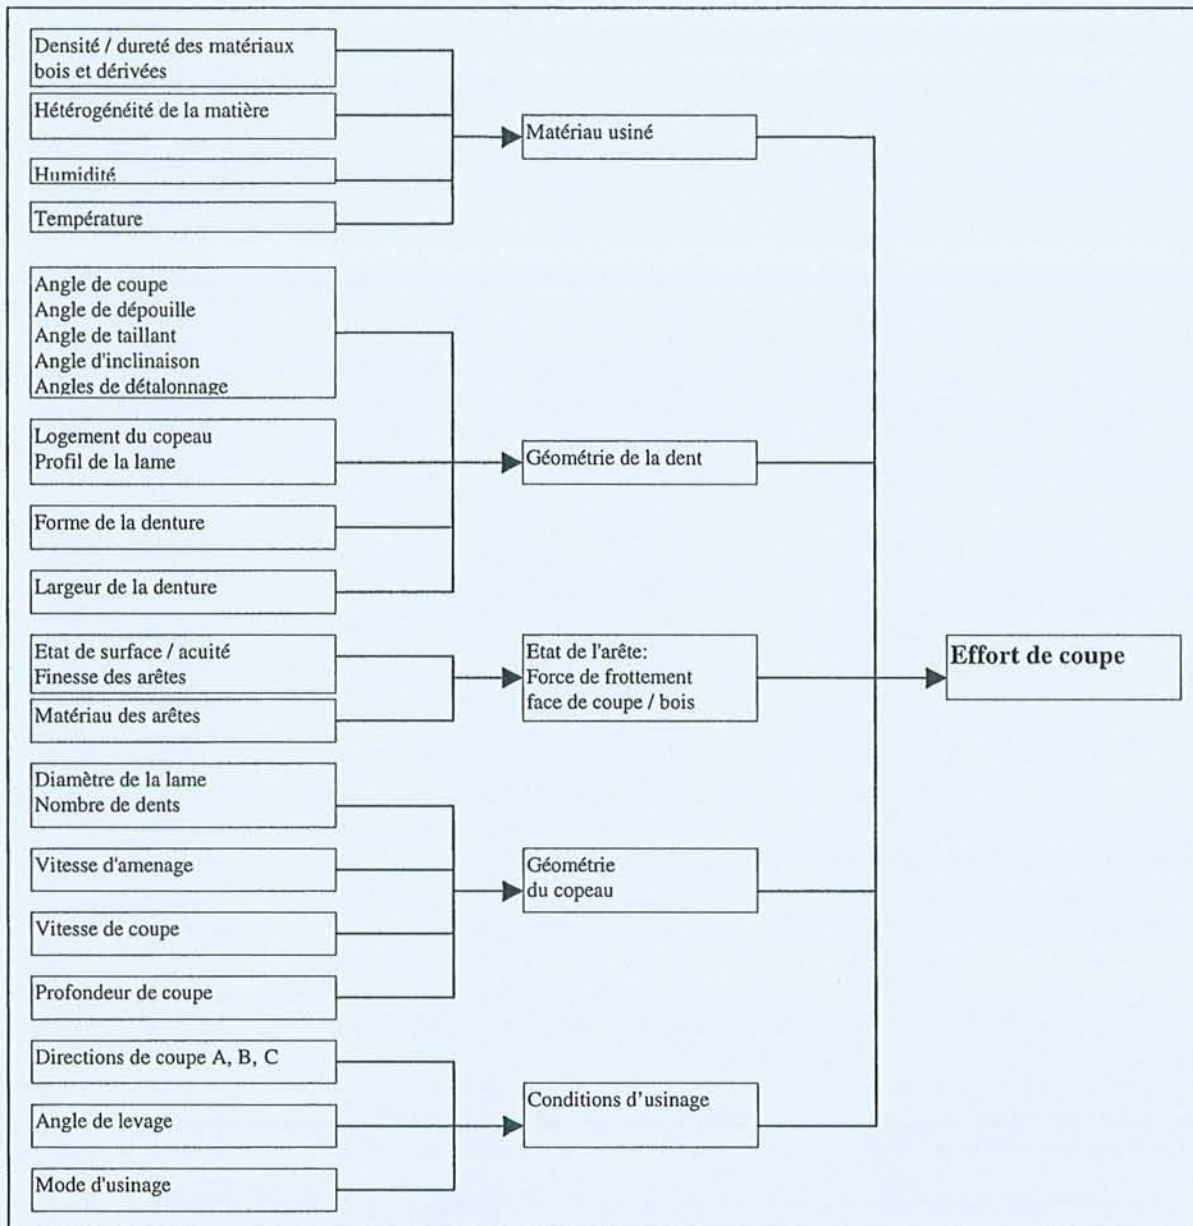 Densité / dureté des matériaux
bois et dérivées
Hétérogénéité de la matière
Humidité
Température
Matériau usiné
Angle de coupe
Angle de dépouille
Angle de taillant
Angle d'inclinaison
Angles de détalonnage
Logement du copeau
Profil de la lame
Forme de la denture
Largeur de la denture
Géométrie de la dent
Etat de surface / acuité
Finesse des arêtes
Matériau des arêtes
Etat de l'arête:
Force de frottement
face de coupe / bois
Effort de coupe
Diamètre de la lame
Nombre de dents
Vitesse d'amenage
Vitesse de coupe
Profondeur de coupe
Géométrie
du copeau
Directions de coupe A, B, C
Angle de levage
Mode d'usinage
Conditions d’usinage